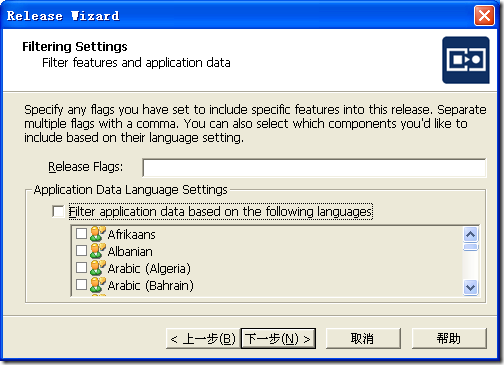 Release Wizard
Filtering Settings
Filter features and application data
Specify any flags you have set to include specific features into this release. Separate
multiple flags with a comma. You can also select which components you'd like to
include based on their language setting.
Release Flags:
Application Data Language Settings
Filter application data based on the following languages
Afrikaans
Albanian
Arabic (Algeria)
Arabic (Bahrain)
< 上一步(B) 下一步(N) > 取消 帮助